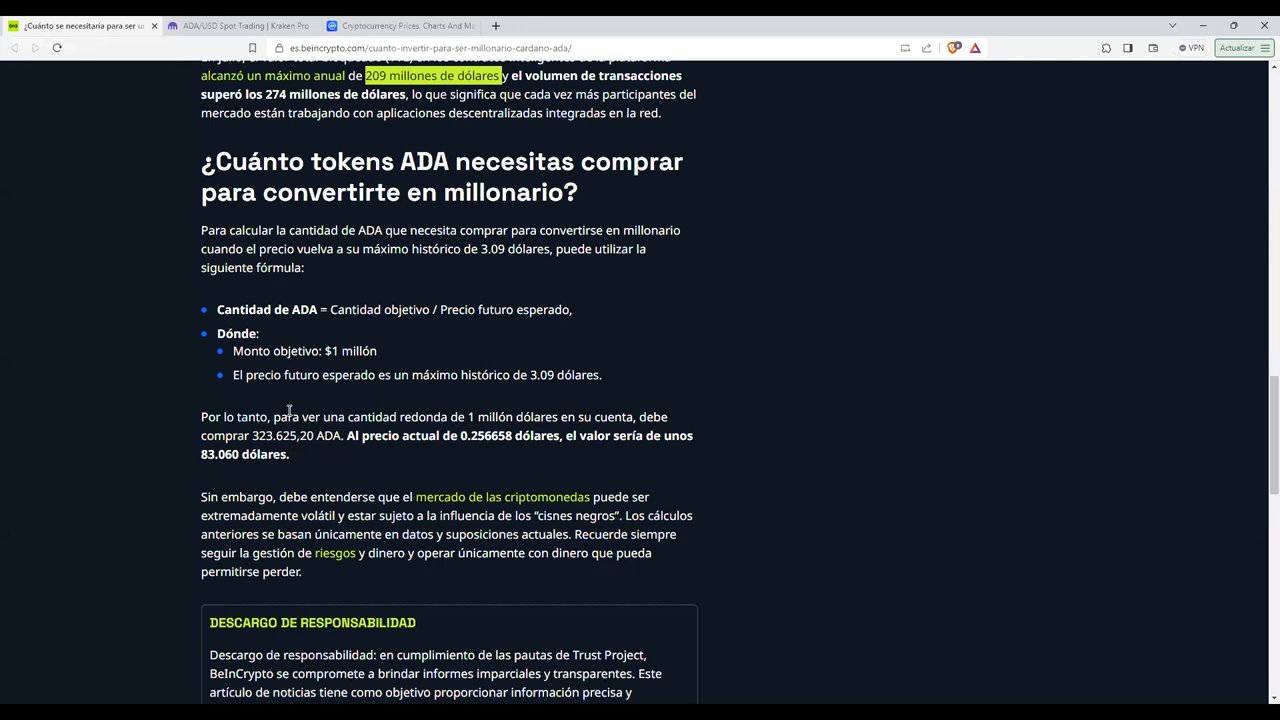 ¿Cuánto se necesitaria para ser u
ADA/USD Spot Trading | Kraken Pro
Cryptocurrency Prices, Charts And Ma
es.beincrypto.com/cuanto-invertir-para-ser-millonario-cardano-ada/
VPN
Actualizar
alcanzó un máximo anual de 209 millones de dólares y el volumen de transacciones
superó los 274 millones de dólares, lo que significa que cada vez más participantes del
mercado están trabajando con aplicaciones descentralizadas integradas en la red.
¿Cuánto tokens ADA necesitas comprar
para convertirte en millonario?
Para calcular la cantidad de ADA que necesita comprar para convertirse en millonario
cuando el precio vuelva a su máximo histórico de 3.09 dólares, puede utilizar la
siguiente fórmula:
Cantidad de ADA = Cantidad objetivo / Precio futuro esperado,
Dónde:
Monto objetivo: $1 millón
El precio futuro esperado es un máximo histórico de 3.09 dólares.
Por lo tanto, para ver una cantidad redonda de 1 millón dólares en su cuenta, debe
comprar 323.625,20 ADA. Al precio actual de 0.256658 dólares, el valor sería de unos
83.060 dólares.
Sin embargo, debe entenderse que el mercado de las criptomonedas puede ser
extremadamente volátil y estar sujeto a la influencia de los “cisnes negros”. Los cálculos
anteriores se basan únicamente en datos y suposiciones actuales. Recuerde siempre
seguir la gestión de riesgos y dinero y operar únicamente con dinero que pueda
permitirse perder.
DESCARGO DE RESPONSABILIDAD
Descargo de responsabilidad: en cumplimiento de las pautas de Trust Project,
BeInCrypto se compromete a brindar informes imparciales y transparentes. Este
artículo de noticias tiene como objetivo proporcionar información precisa y